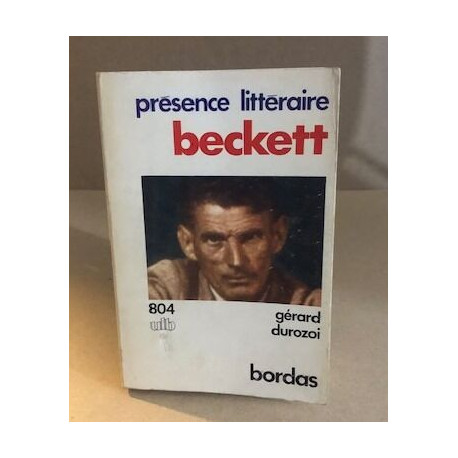 présence littéraire
beckett
804
ulb
gérard
durozoi
bordas